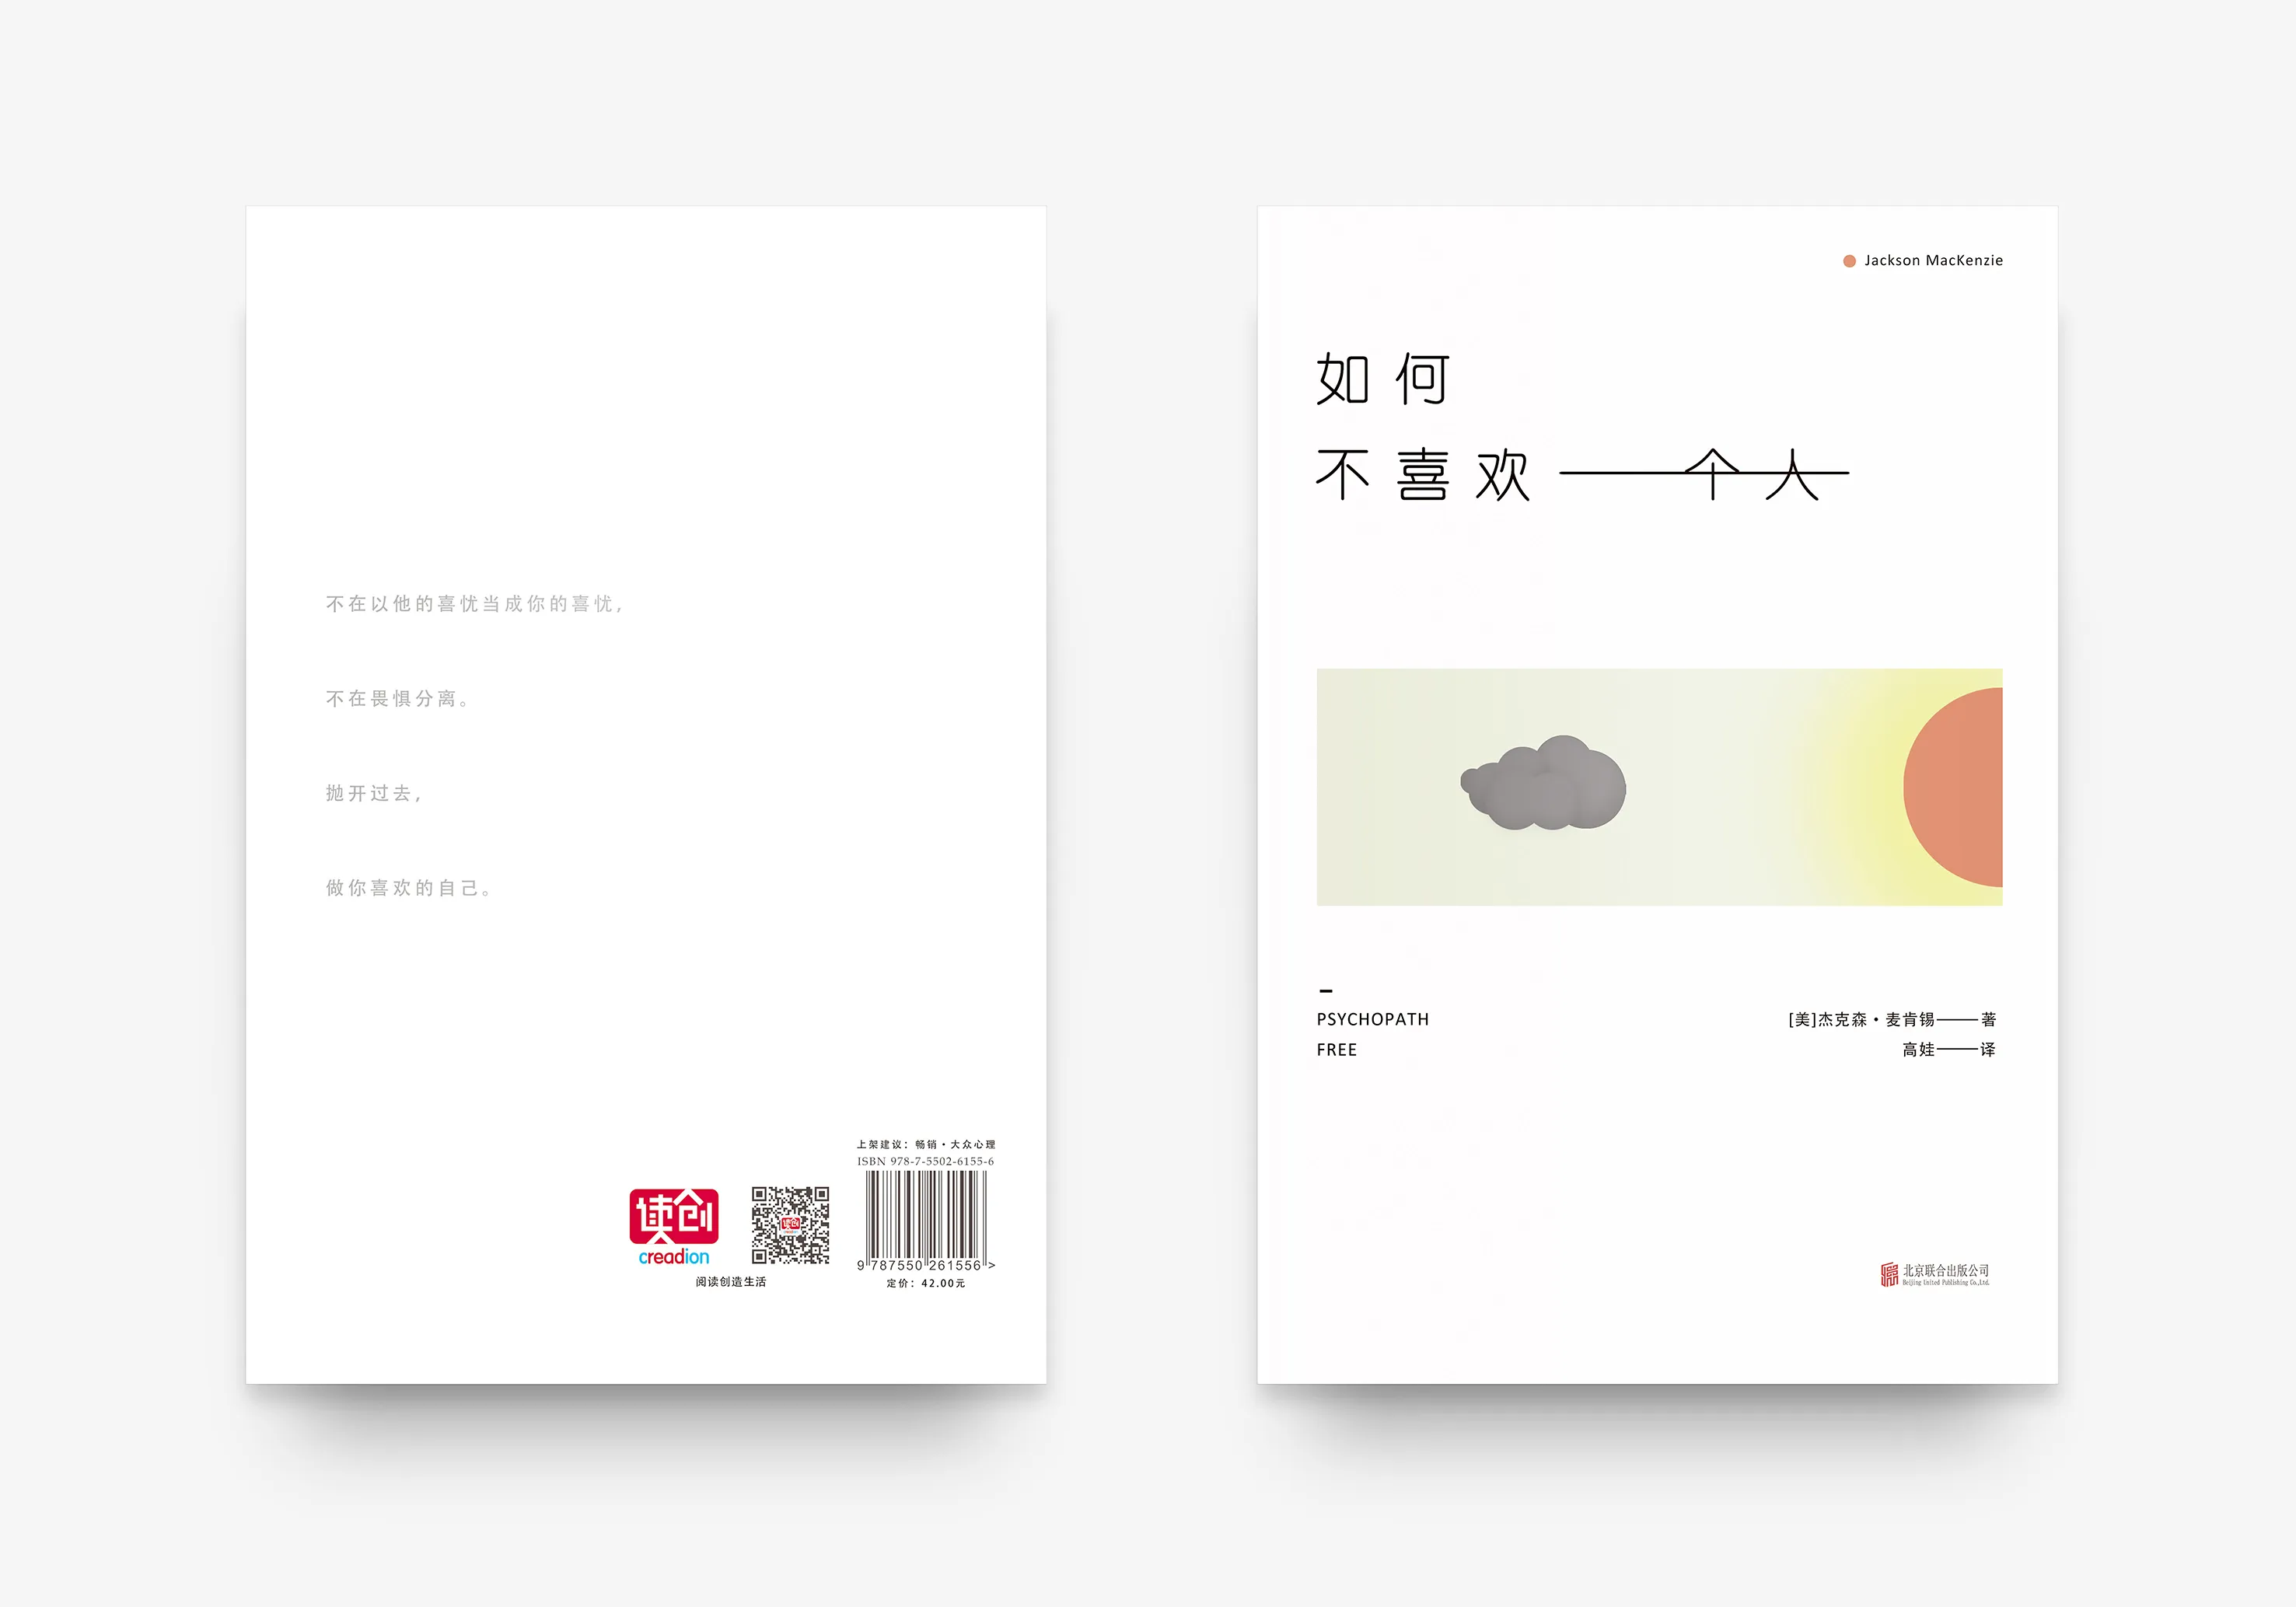 不在以他的喜忧当成你的喜忧,
不在畏惧分离。
抛开过去,
做你喜欢的自己。
上架建议：畅销·大众心理
ISBN 978-7-5502-6155-6
9 787550 261556 >
定价：42.00元
读创
creadion
阅读创造生活
Jackson MacKenzie
如何
不喜欢一个人
PSYCHOPATH
FREE
[美]杰克森·麦肯锡——著
高娃——译
北京联合出版公司
Beijing United Publishing Co.,Ltd.